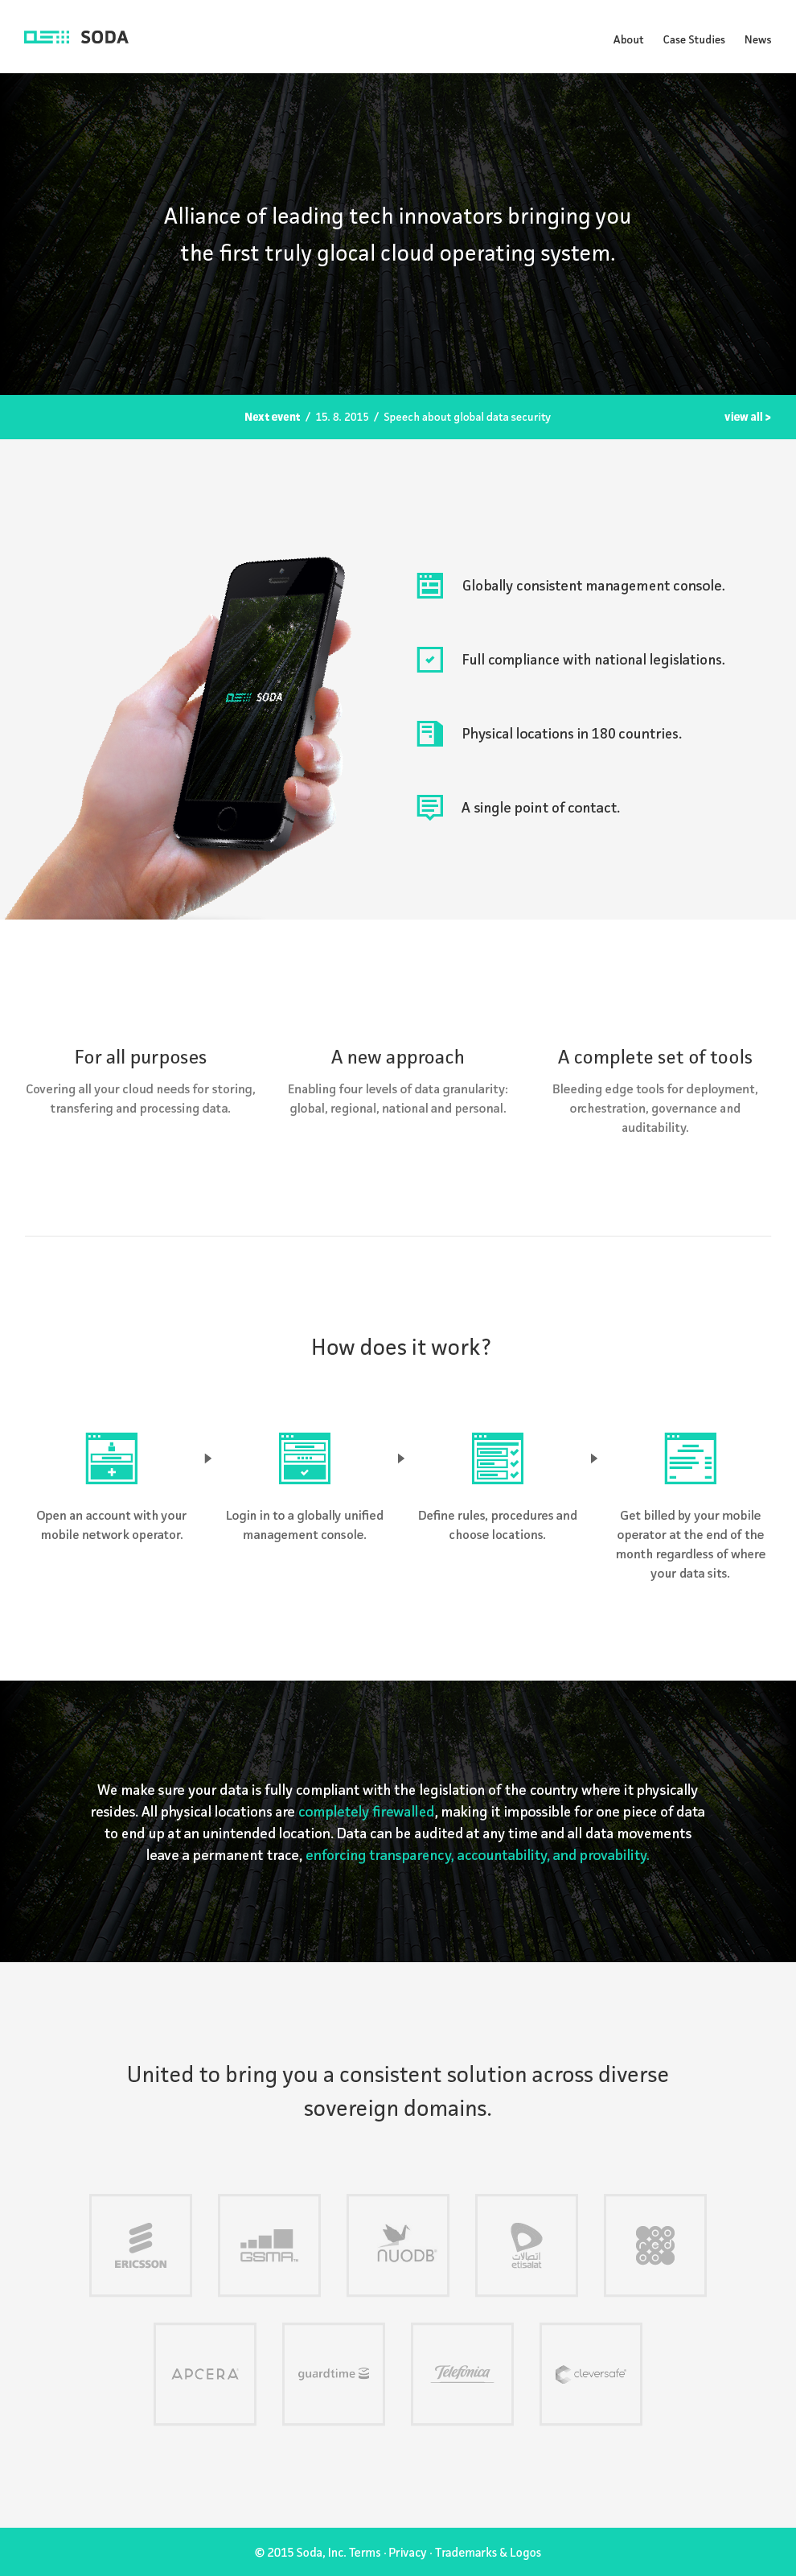 SODA
About Case Studies News
Alliance of leading tech innovators bringing you
the first truly glocal cloud operating system.
Next event / 15. 8. 2015 / Speech about global data security
view all >
SODA
Globally consistent management console.
Full compliance with national legislations.
Physical locations in 180 countries.
A single point of contact.
For all purposes
Covering all your cloud needs for storing,
transfering and processing data.
A new approach
Enabling four levels of data granularity:
global, regional, national and personal.
A complete set of tools
Bleeding edge tools for deployment,
orchestration, governance and
auditability.
How does it work?
Open an account with your
mobile network operator.
Login in to a globally unified
management console.
Define rules, procedures and
choose locations.
Get billed by your mobile
operator at the end of the
month regardless of where
your data sits.
We make sure your data is fully compliant with the legislation of the country where it physically
resides. All physical locations are completely firewalled, making it impossible for one piece of data
to end up at an unintended location. Data can be audited at any time and all data movements
leave a permanent trace, enforcing transparency, accountability, and provability.
United to bring you a consistent solution across diverse
sovereign domains.
ERICSSON
GSMA™
NUODB®
اتصالات
etisalat
APCERA
guardtime
Telefónica
cleversafe®
© 2015 Soda, Inc. Terms · Privacy · Trademarks & Logos